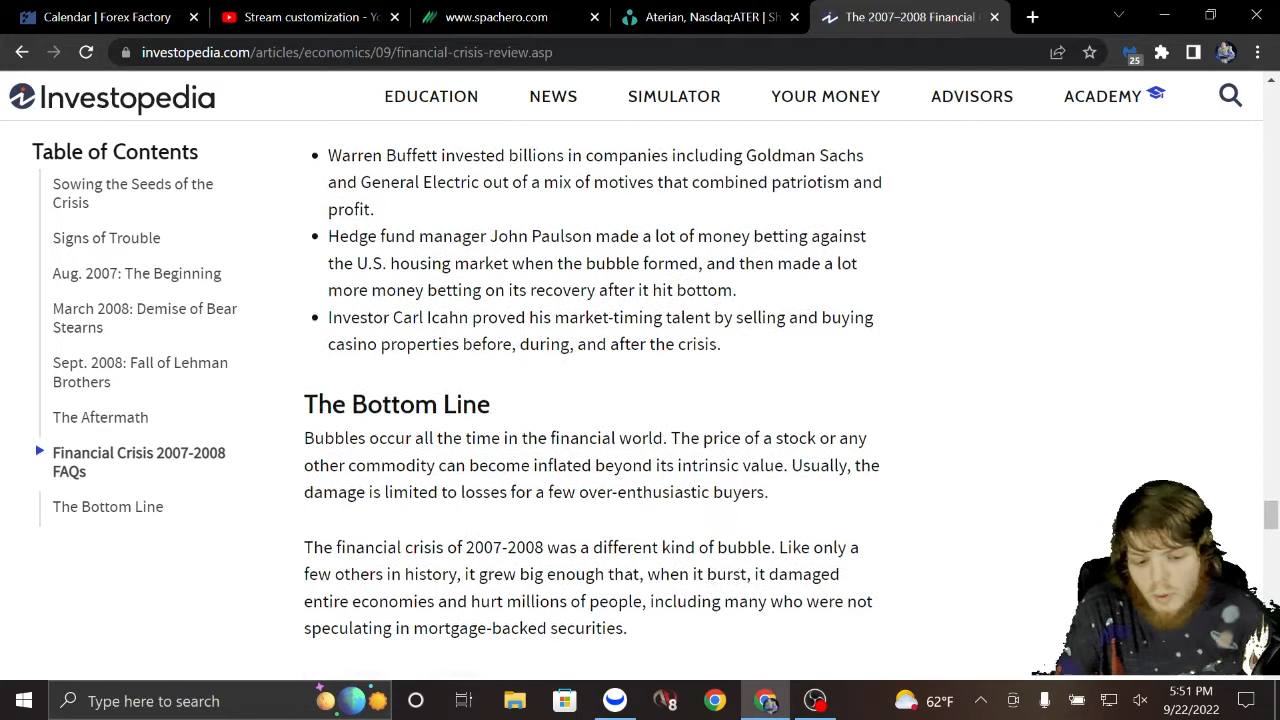 Calendar | Forex Factory
Stream customization - Yo
www.spachero.com
Aterian, Nasdaq:ATER | Sh
The 2007–2008 Financial C
investopedia.com/articles/economics/09/financial-crisis-review.asp
25
Investopedia
EDUCATION
NEWS
SIMULATOR
YOUR MONEY
ADVISORS
ACADEMY
Table of Contents
Sowing the Seeds of the
Crisis
Signs of Trouble
Aug. 2007: The Beginning
March 2008: Demise of Bear
Stearns
Sept. 2008: Fall of Lehman
Brothers
The Aftermath
Financial Crisis 2007-2008
FAQs
The Bottom Line
Warren Buffett invested billions in companies including Goldman Sachs
and General Electric out of a mix of motives that combined patriotism and
profit.
Hedge fund manager John Paulson made a lot of money betting against
the U.S. housing market when the bubble formed, and then made a lot
more money betting on its recovery after it hit bottom.
Investor Carl Icahn proved his market-timing talent by selling and buying
casino properties before, during, and after the crisis.
The Bottom Line
Bubbles occur all the time in the financial world. The price of a stock or any
other commodity can become inflated beyond its intrinsic value. Usually, the
damage is limited to losses for a few over-enthusiastic buyers.
The financial crisis of 2007-2008 was a different kind of bubble. Like only a
few others in history, it grew big enough that, when it burst, it damaged
entire economies and hurt millions of people, including many who were not
speculating in mortgage-backed securities.
Type here to search
8
62°F
5:51 PM
9/22/2022